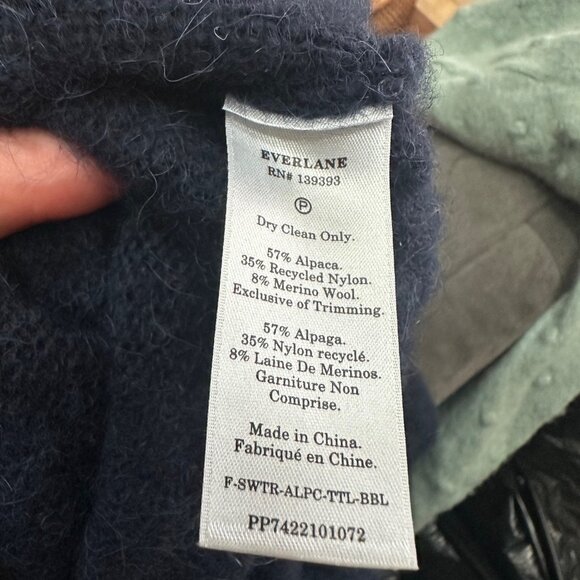 EVERLANE
RN# 139393
P
Dry Clean Only.
57% Alpaca.
35% Recycled Nylon.
8% Merino Wool.
Exclusive of Trimming.
57% Alpaga.
35% Nylon recyclé.
8% Laine De Merinos.
Garniture Non
Comprise.
Made in China.
Fabriqué en Chine.
F-SWTR-ALPC-TTL-BBL
PP7422101072